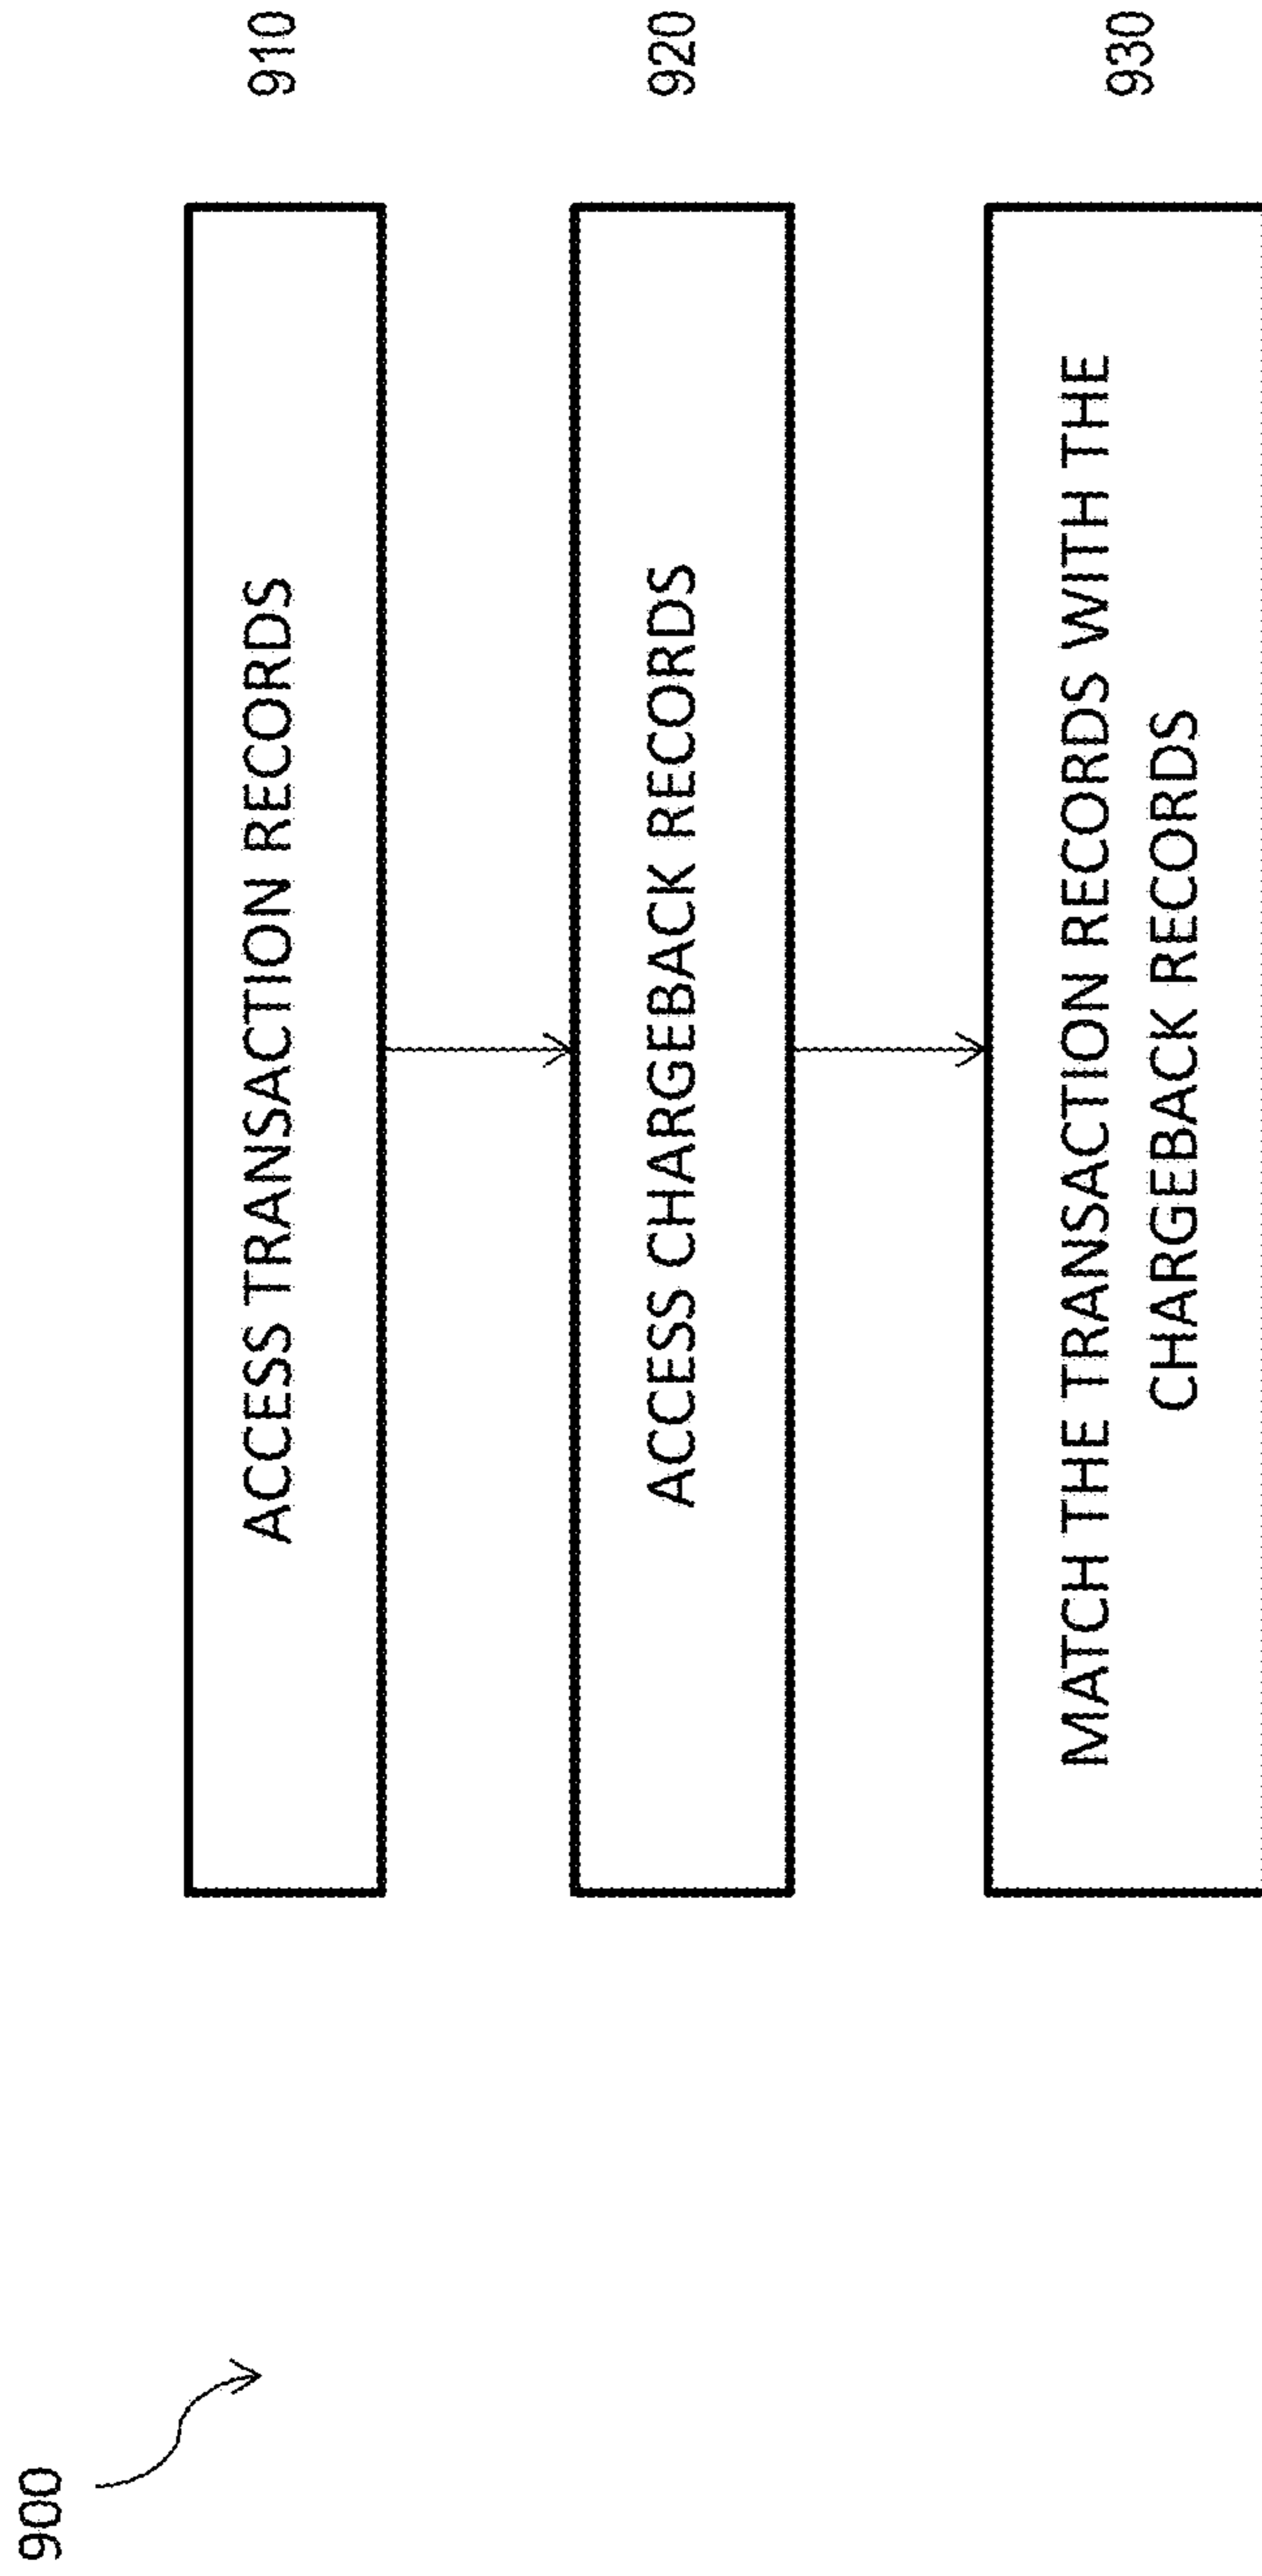 900
ACCESS TRANSACTION RECORDS
910
ACCESS CHARGEBACK RECORDS
920
MATCH THE TRANSACTION RECORDS WITH THE
CHARGEBACK RECORDS
930